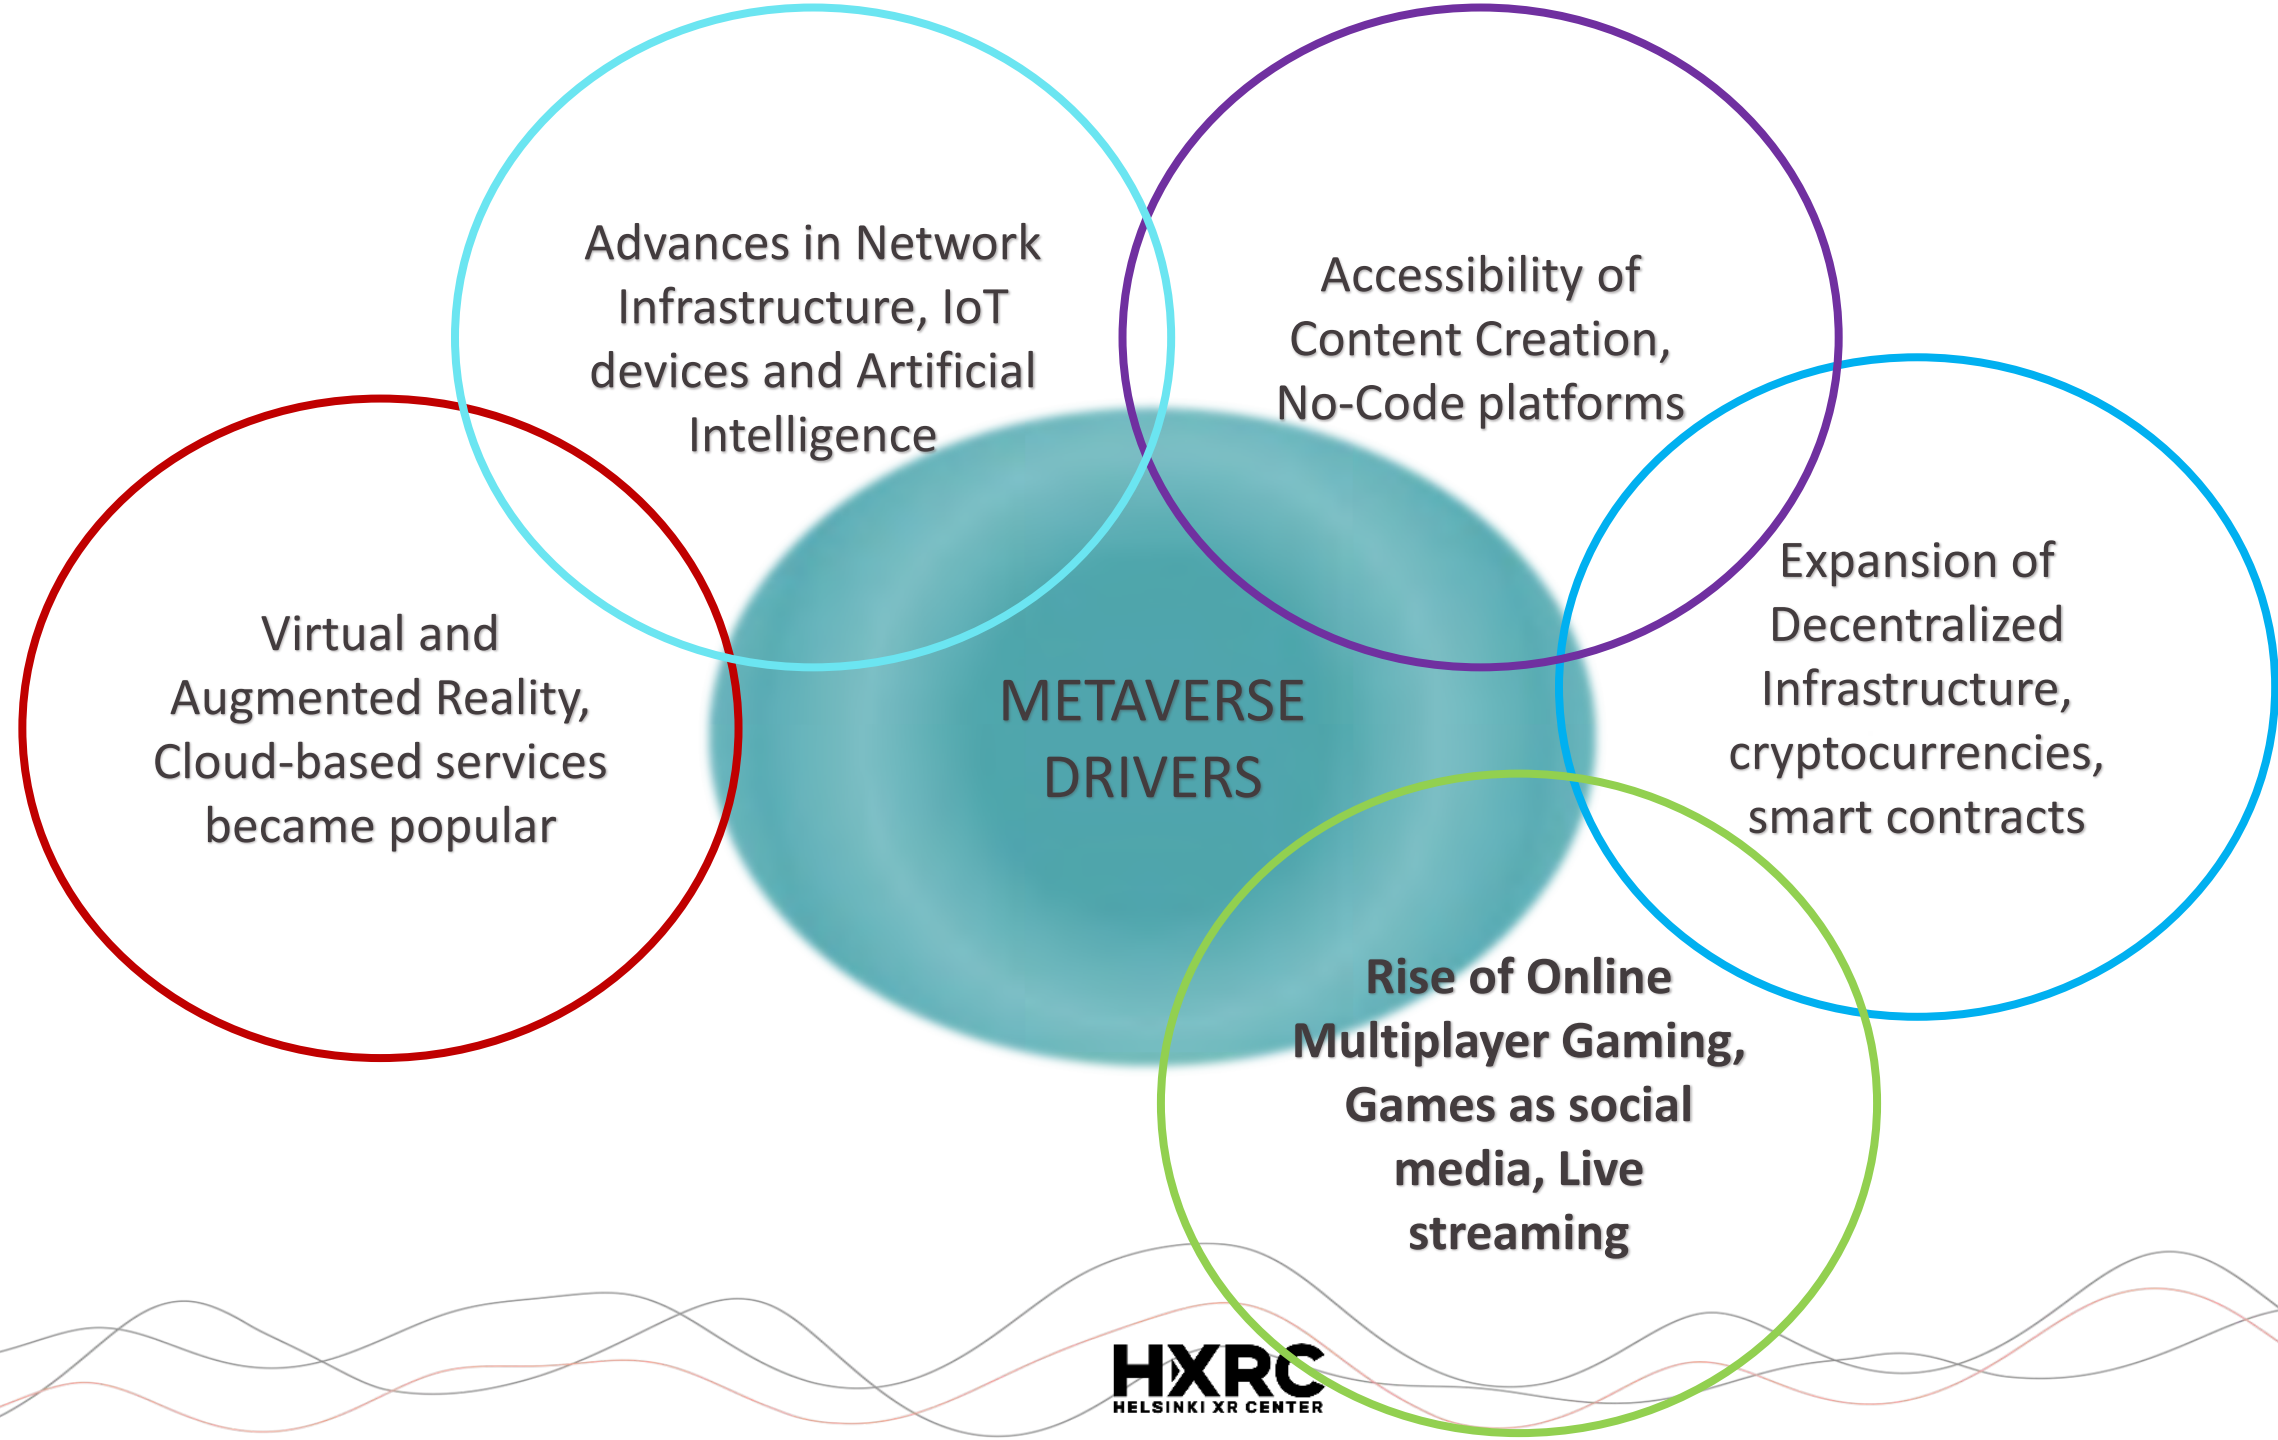 Advances in Network
Infrastructure, IoT
devices and Artificial
Intelligence
Accessibility of
Content Creation,
No-Code platforms
Virtual and
Augmented Reality,
Cloud-based services
became popular
METAVERSE
DRIVERS
Expansion of
Decentralized
Infrastructure,
cryptocurrencies,
smart contracts
Rise of Online
Multiplayer Gaming,
Games as social
media, Live
streaming
HXRC
HELSINKI XR CENTER